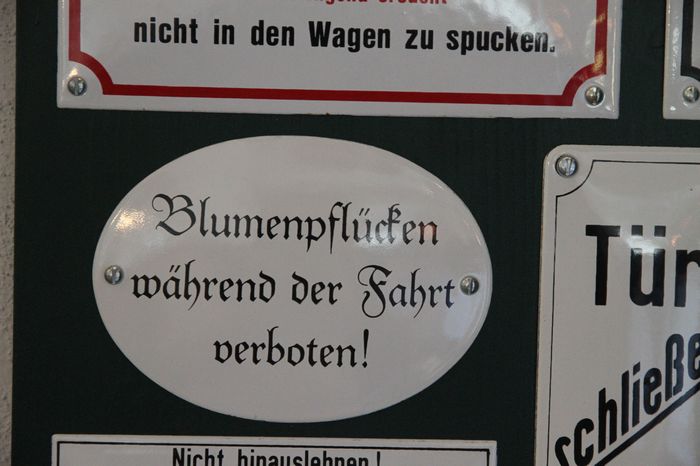 nicht in den Wagen zu spucken.
Blumenpflücken
während der Fahrt
verboten!
Tür
schließe
Nicht hinauslehnen!